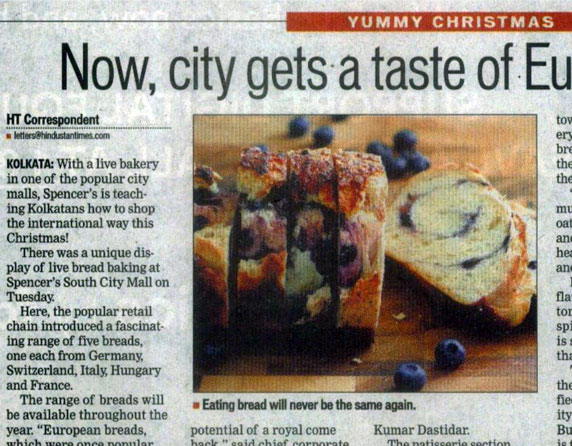 YUMMY CHRISTMAS
Now, city gets a taste of Eu
HT Correspondent
letters@hindustantimes.com
KOLKATA: With a live bakery
in one of the popular city
malls, Spencer's is teach-
ing Kolkatans how to shop
the international way this
Christmas!
There was a unique dis-
play of live bread baking at
Spencer's South City Mall on
Tuesday.
Here, the popular retail
chain introduced a fascinat-
ing range of five breads,
one each from Germany,
Switzerland, Italy, Hungary
and France.
The range of breads will
be available throughout the
year. "European breads,
which were once popular
Eating bread will never be the same again.
potential of a royal come
back," said chief corporate
Kumar Dastidar.
The patisserie section
tow
ery
bre
the
the
mu
oat
and
hea
and
fla
tor
spi
is s
tha
the
fie
ity
Bu